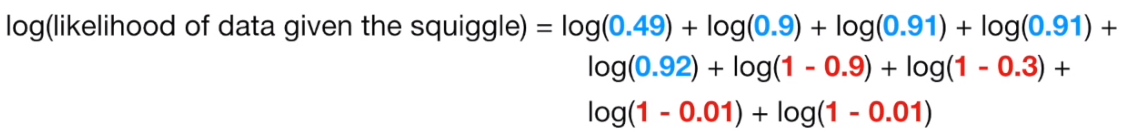 log(likelihood of data given the squiggle) = log(0.49) + log(0.9) + log(0.91) + log(0.91) +
log(0.92) + log(1 - 0.9) + log(1 - 0.3) +
log(1 - 0.01) + log(1 - 0.01)